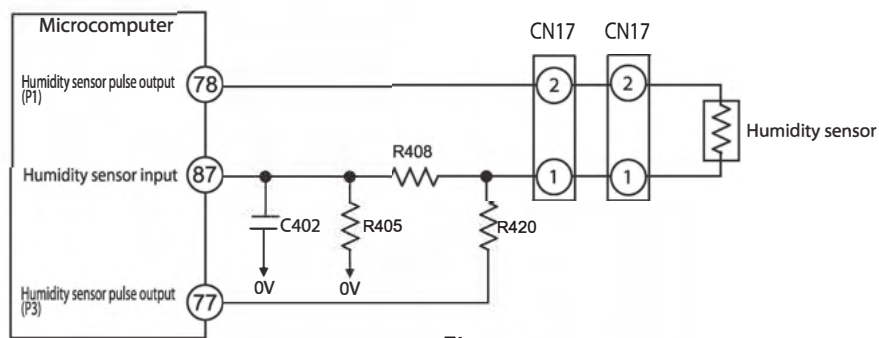 Microcomputer
CN17 CN17
Humidity sensor pulse output
(P1)
78
2
2
Humidity sensor
R408
Humidity sensor input
87
1
1
C402
R405
R420
0V
0V
Humidity sensor pulse output
(P3)
77